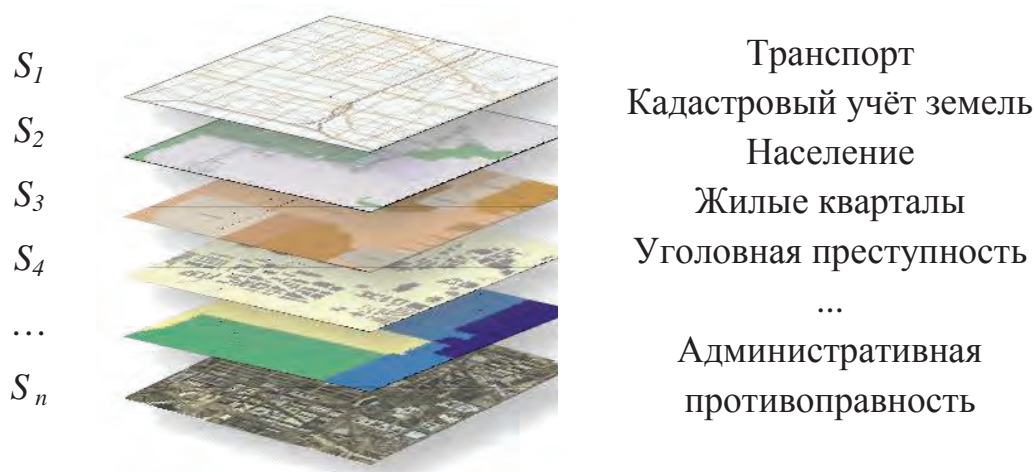 S1
S2
S3
S4
…
Sn
Транспорт
Кадастровый учёт земель
Население
Жилые кварталы
Уголовная преступность
...
Административная
противоправность